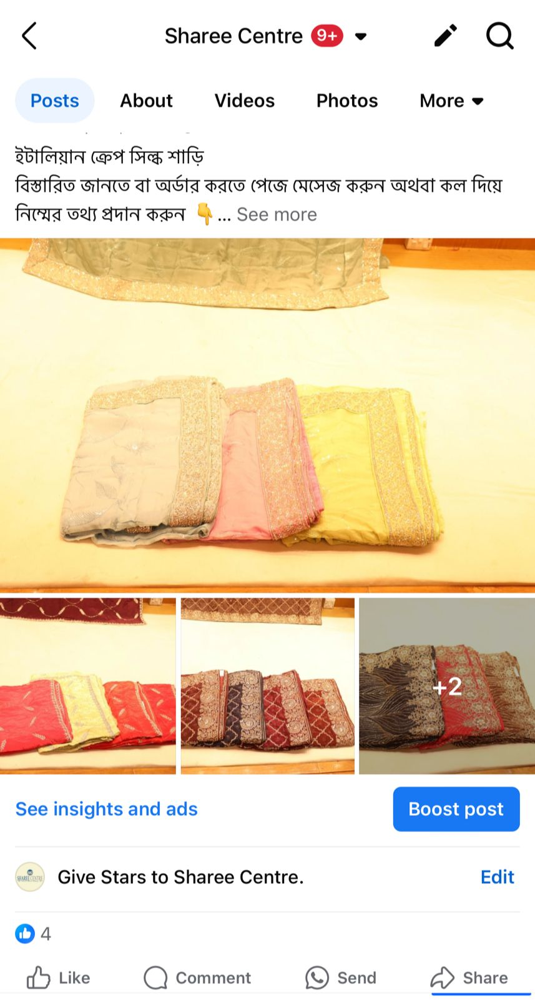 Sharee Centre 9+
Posts About Videos Photos More
ইটালিয়ান ক্রেপ সিল্ক শাড়ি
বিস্তারিত জানতে বা অর্ডার করতে পেজে মেসেজ করুন অথবা কল দিয়ে
নিম্মের তথ্য প্রদান করুন 👇... See more
+2
See insights and ads Boost post
SHAREE CENTRE
Give Stars to Sharee Centre. Edit
4
Like Comment Send Share